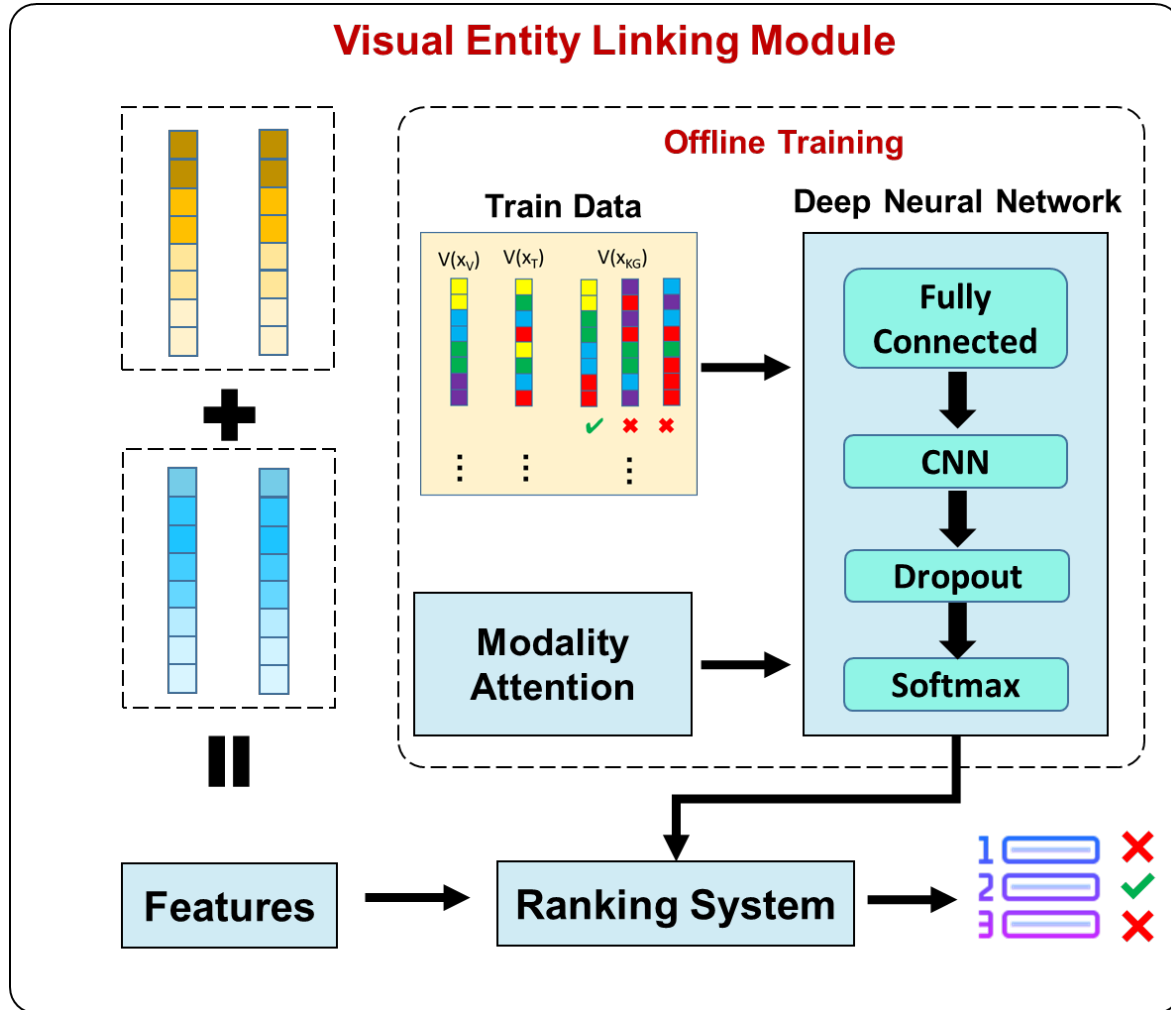 Visual Entity Linking Module
Offline Training
Train Data
Deep Neural Network
V(x_V) V(x_T) V(x_KG)
Fully
Connected
CNN
Dropout
Softmax
Modality
Attention
Features
Ranking System
1
2
3